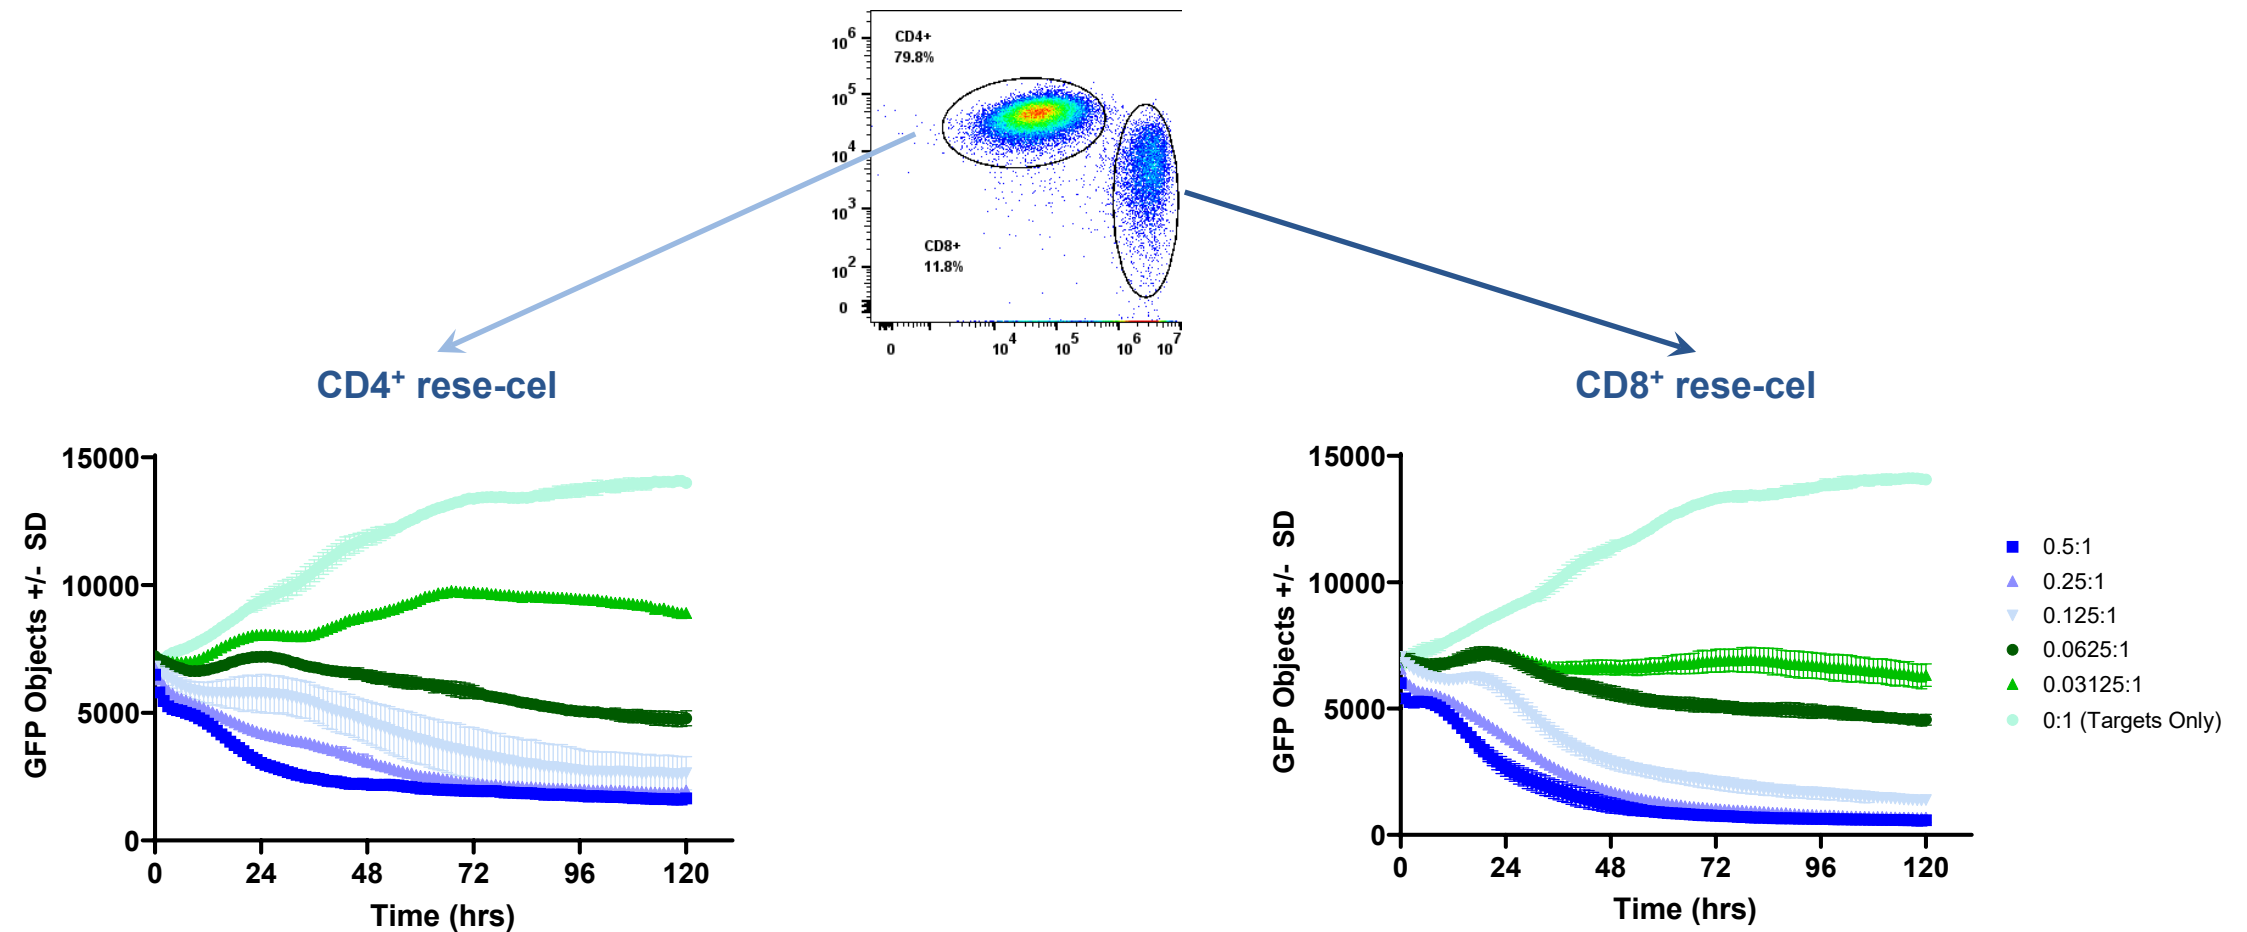 CD4+
79.8%
10^6
10^5
10^4
10^3
10^2
0
CD8+
11.8%
0 10^4 10^5 10^6 10^7
CD4+ rese-cel
CD8+ rese-cel
GFP Objects +/- SD
15000
10000
5000
0
0 24 48 72 96 120
Time (hrs)
GFP Objects +/- SD
15000
10000
5000
0
0 24 48 72 96 120
Time (hrs)
0.5:1
0.25:1
0.125:1
0.0625:1
0.03125:1
0:1 (Targets Only)